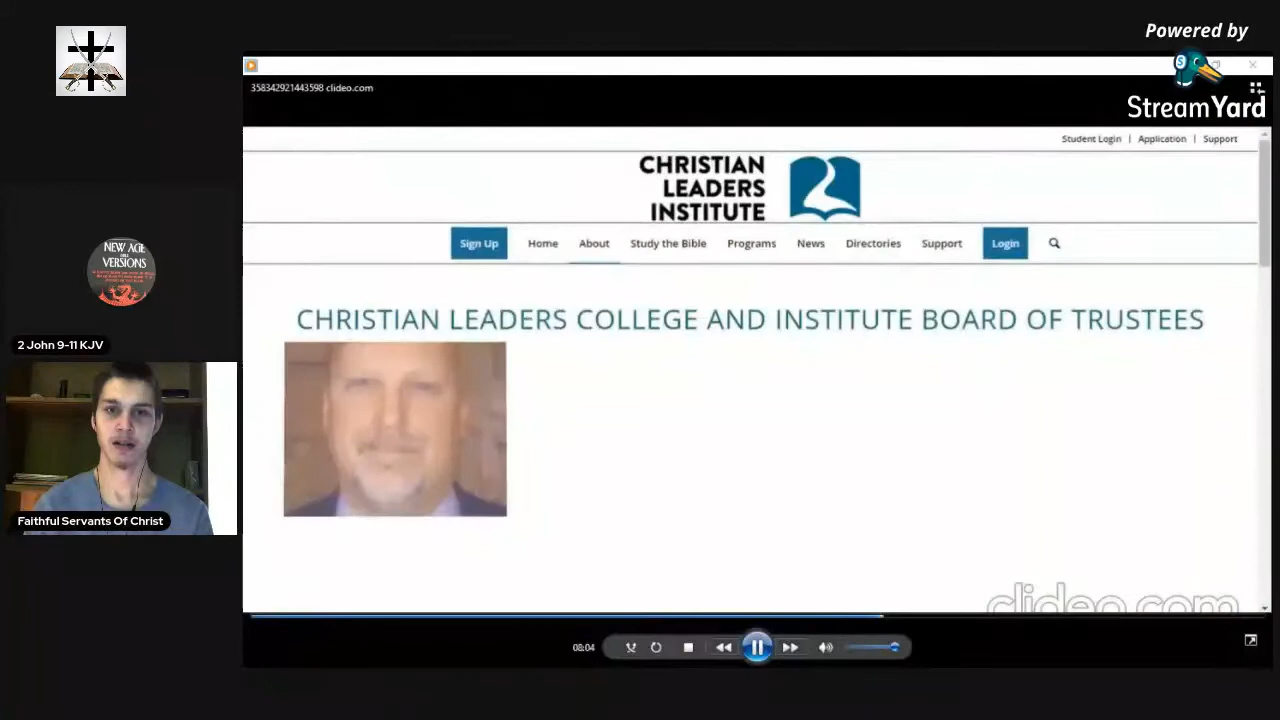 Powered by
StreamYard
358342921443598 clideo.com
Student Login | Application | Support
CHRISTIAN
LEADERS
INSTITUTE
Sign Up Home About Study the Bible Programs News Directories Support Login
CHRISTIAN LEADERS COLLEGE AND INSTITUTE BOARD OF TRUSTEES
NEW AGE
VERSIONS
2 John 9-11 KJV
Faithful Servants Of Christ
clideo.com
08:04